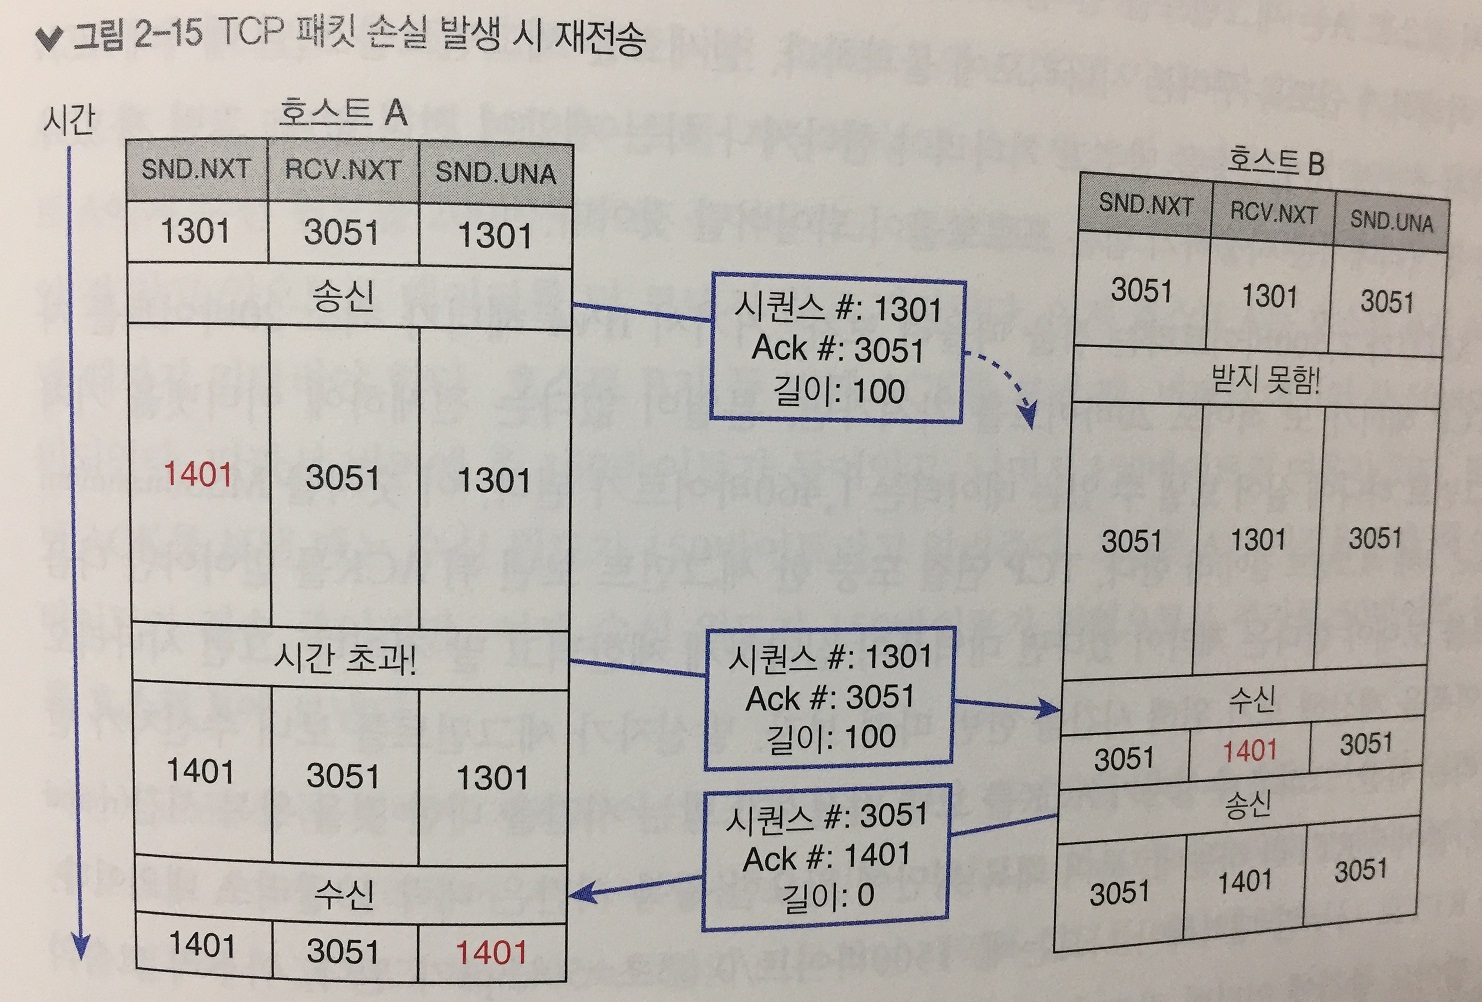 그림 2-15 TCP 패킷 손실 발생 시 재전송
시간
호스트 A
SND.NXT RCV.NXT SND.UNA
1301 3051 1301
송신
1401 3051 1301
시간 초과!
1401 3051 1301
수신
1401 3051 1401
시퀀스 #: 1301
Ack #: 3051
길이: 100
시퀀스 #: 1301
Ack #: 3051
길이: 100
시퀀스 #: 3051
Ack #: 1401
길이: 0
호스트 B
SND.NXT RCV.NXT SND.UNA
3051 1301 3051
받지 못함!
3051 1301 3051
수신
3051 1401 3051
송신
3051 1401 3051